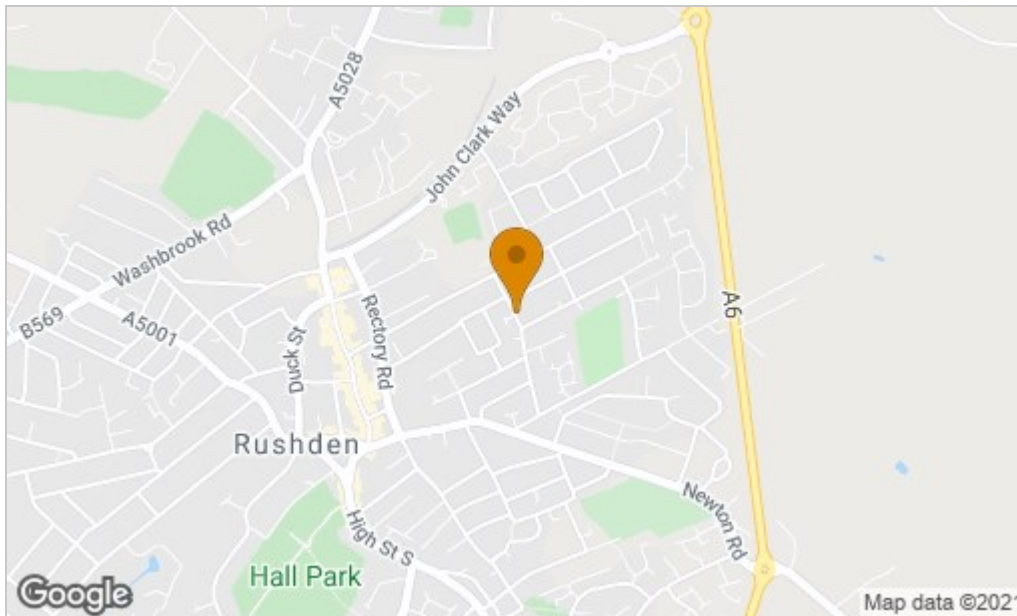 A5028
John Clark Way
Washbrook Rd
B569
A5001
Duck St
Rectory Rd
A6
Rushden
Newton Rd
High St S
Hall Park
Google
Map data ©2021